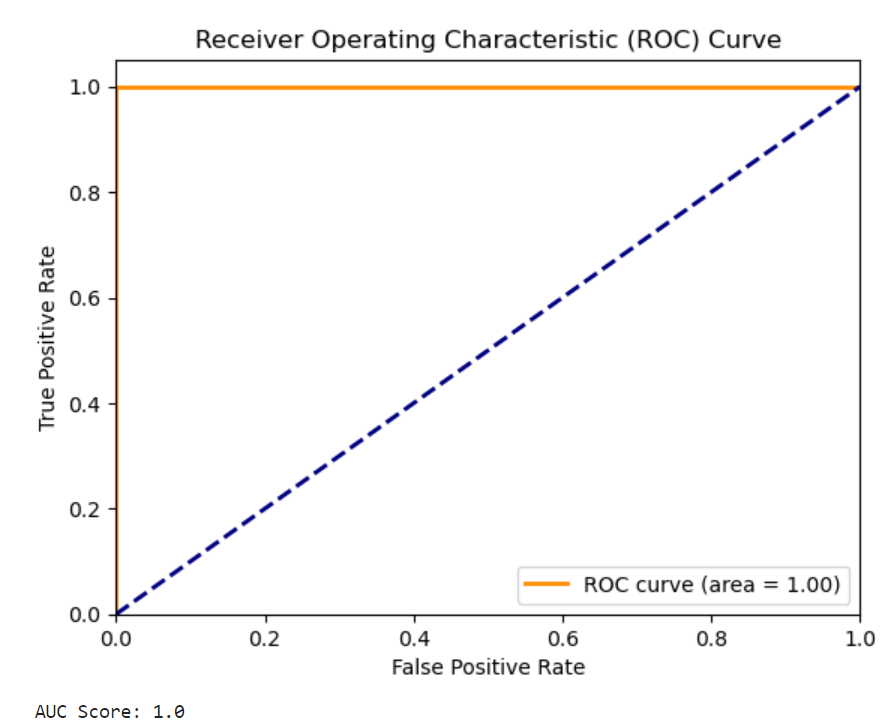 Receiver Operating Characteristic (ROC) Curve
1.0
0.8
0.6
0.4
0.2
0.0
True Positive Rate
ROC curve (area = 1.00)
0.0 0.2 0.4 0.6 0.8 1.0
False Positive Rate
AUC Score: 1.0